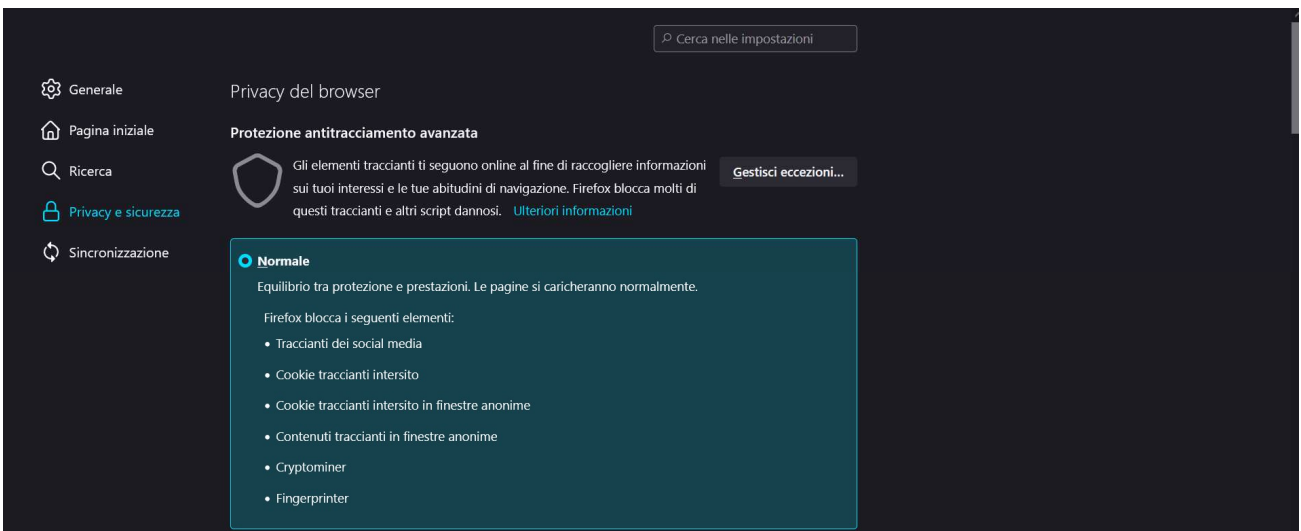 Cerca nelle impostazioni
Generale
Pagina iniziale
Ricerca
Privacy e sicurezza
Sincronizzazione
Privacy del browser
Protezione antitracciamento avanzata
Gli elementi traccianti ti seguono online al fine di raccogliere informazioni
sui tuoi interessi e le tue abitudini di navigazione. Firefox blocca molti di
questi traccianti e altri script dannosi. Ulteriori informazioni
Gestisci eccezioni...
Normale
Equilibrio tra protezione e prestazioni. Le pagine si caricheranno normalmente.
Firefox blocca i seguenti elementi:
• Traccianti dei social media
• Cookie traccianti intersito
• Cookie traccianti intersito in finestre anonime
• Contenuti traccianti in finestre anonime
• Cryptominer
• Fingerprinter